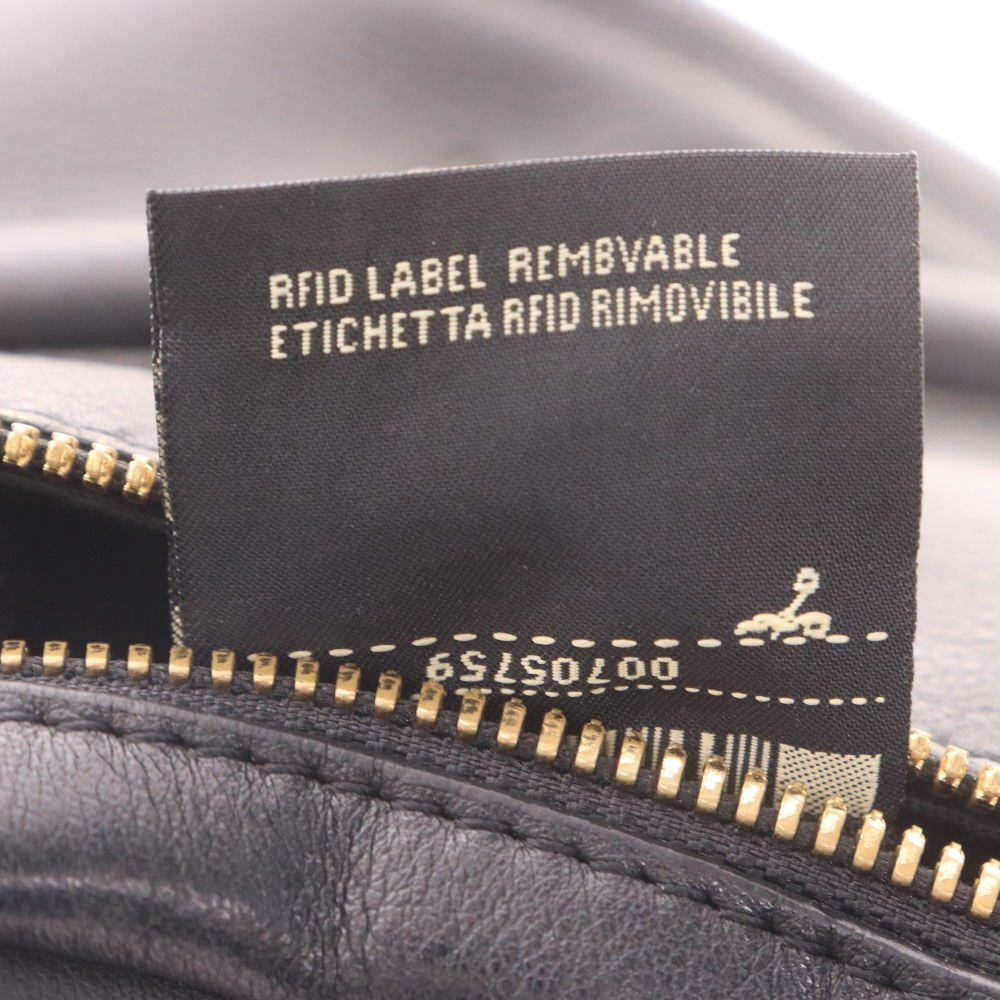 RFID LABEL REMBVABLE
ETICHETTA RFID RIMOVIBILE
00705759